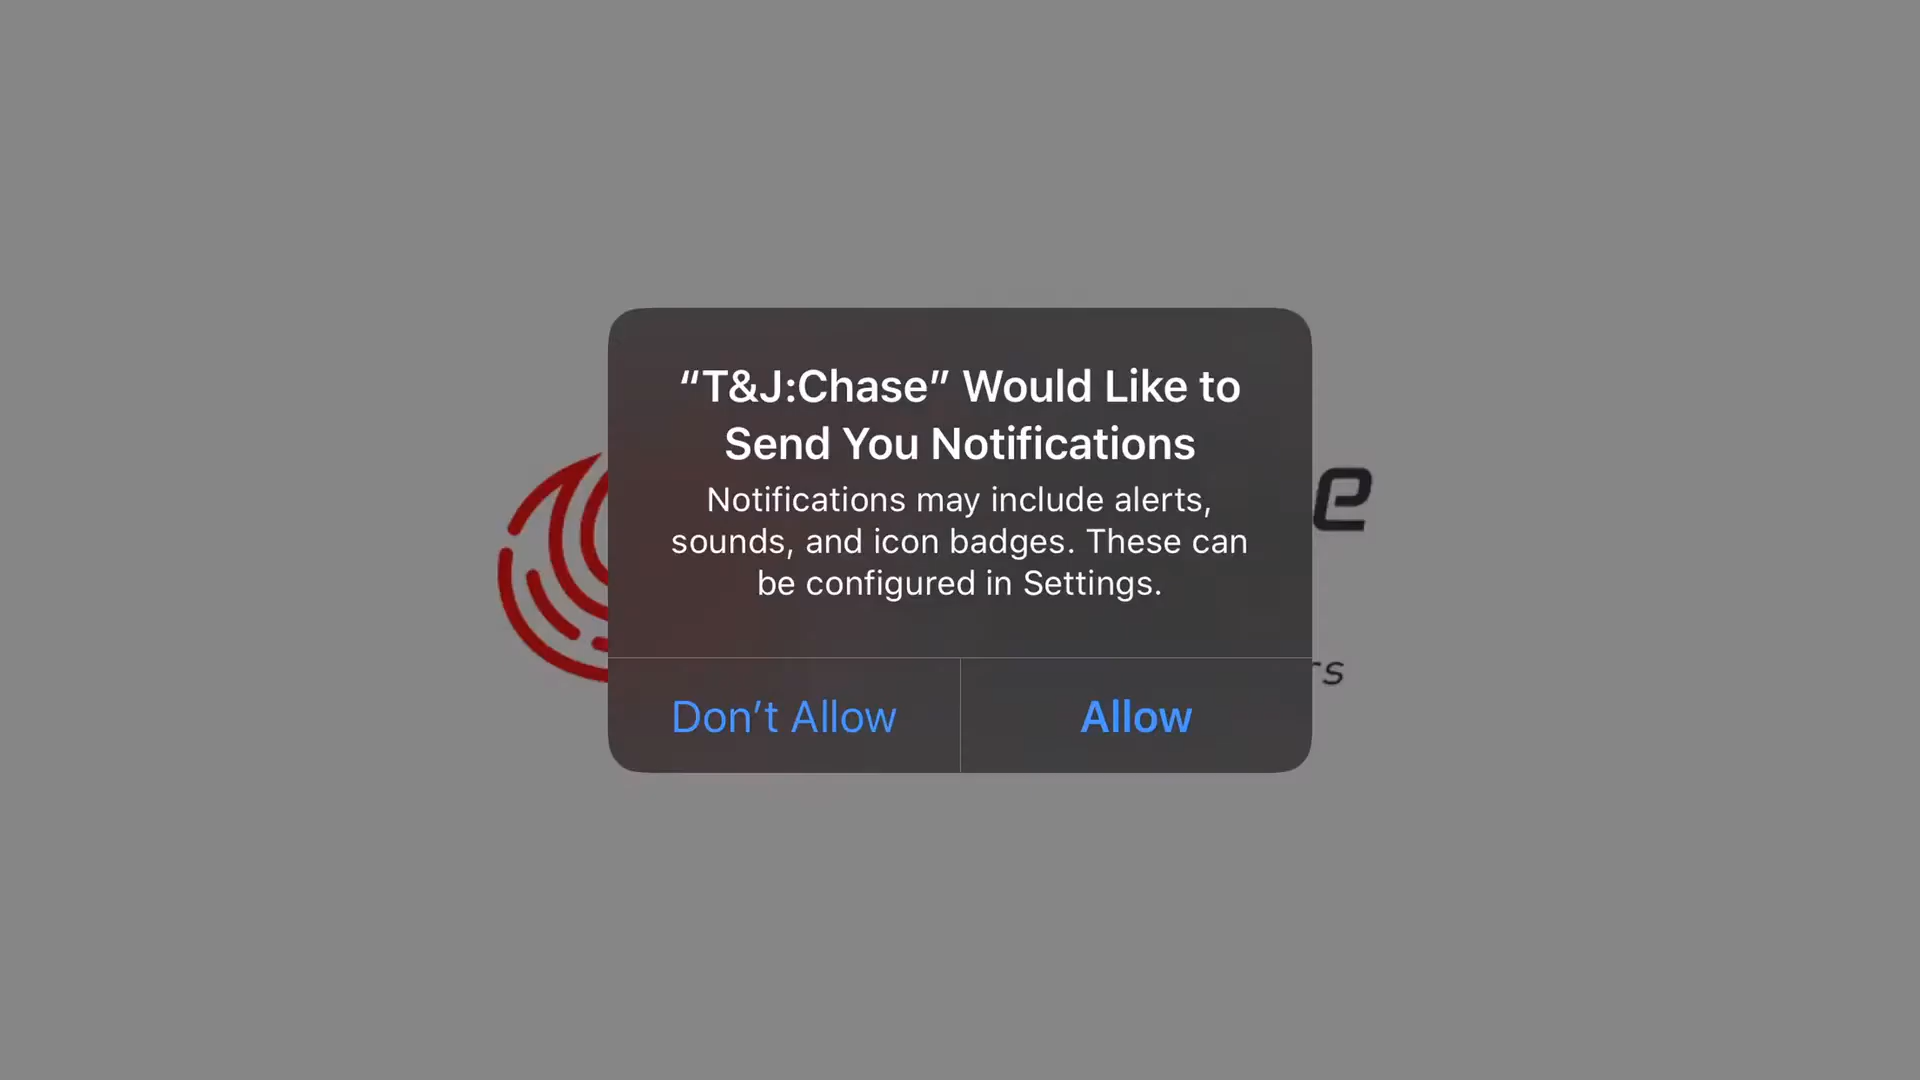 “T&J:Chase” Would Like to
Send You Notifications
Notifications may include alerts,
sounds, and icon badges. These can
be configured in Settings.
Don’t Allow
Allow